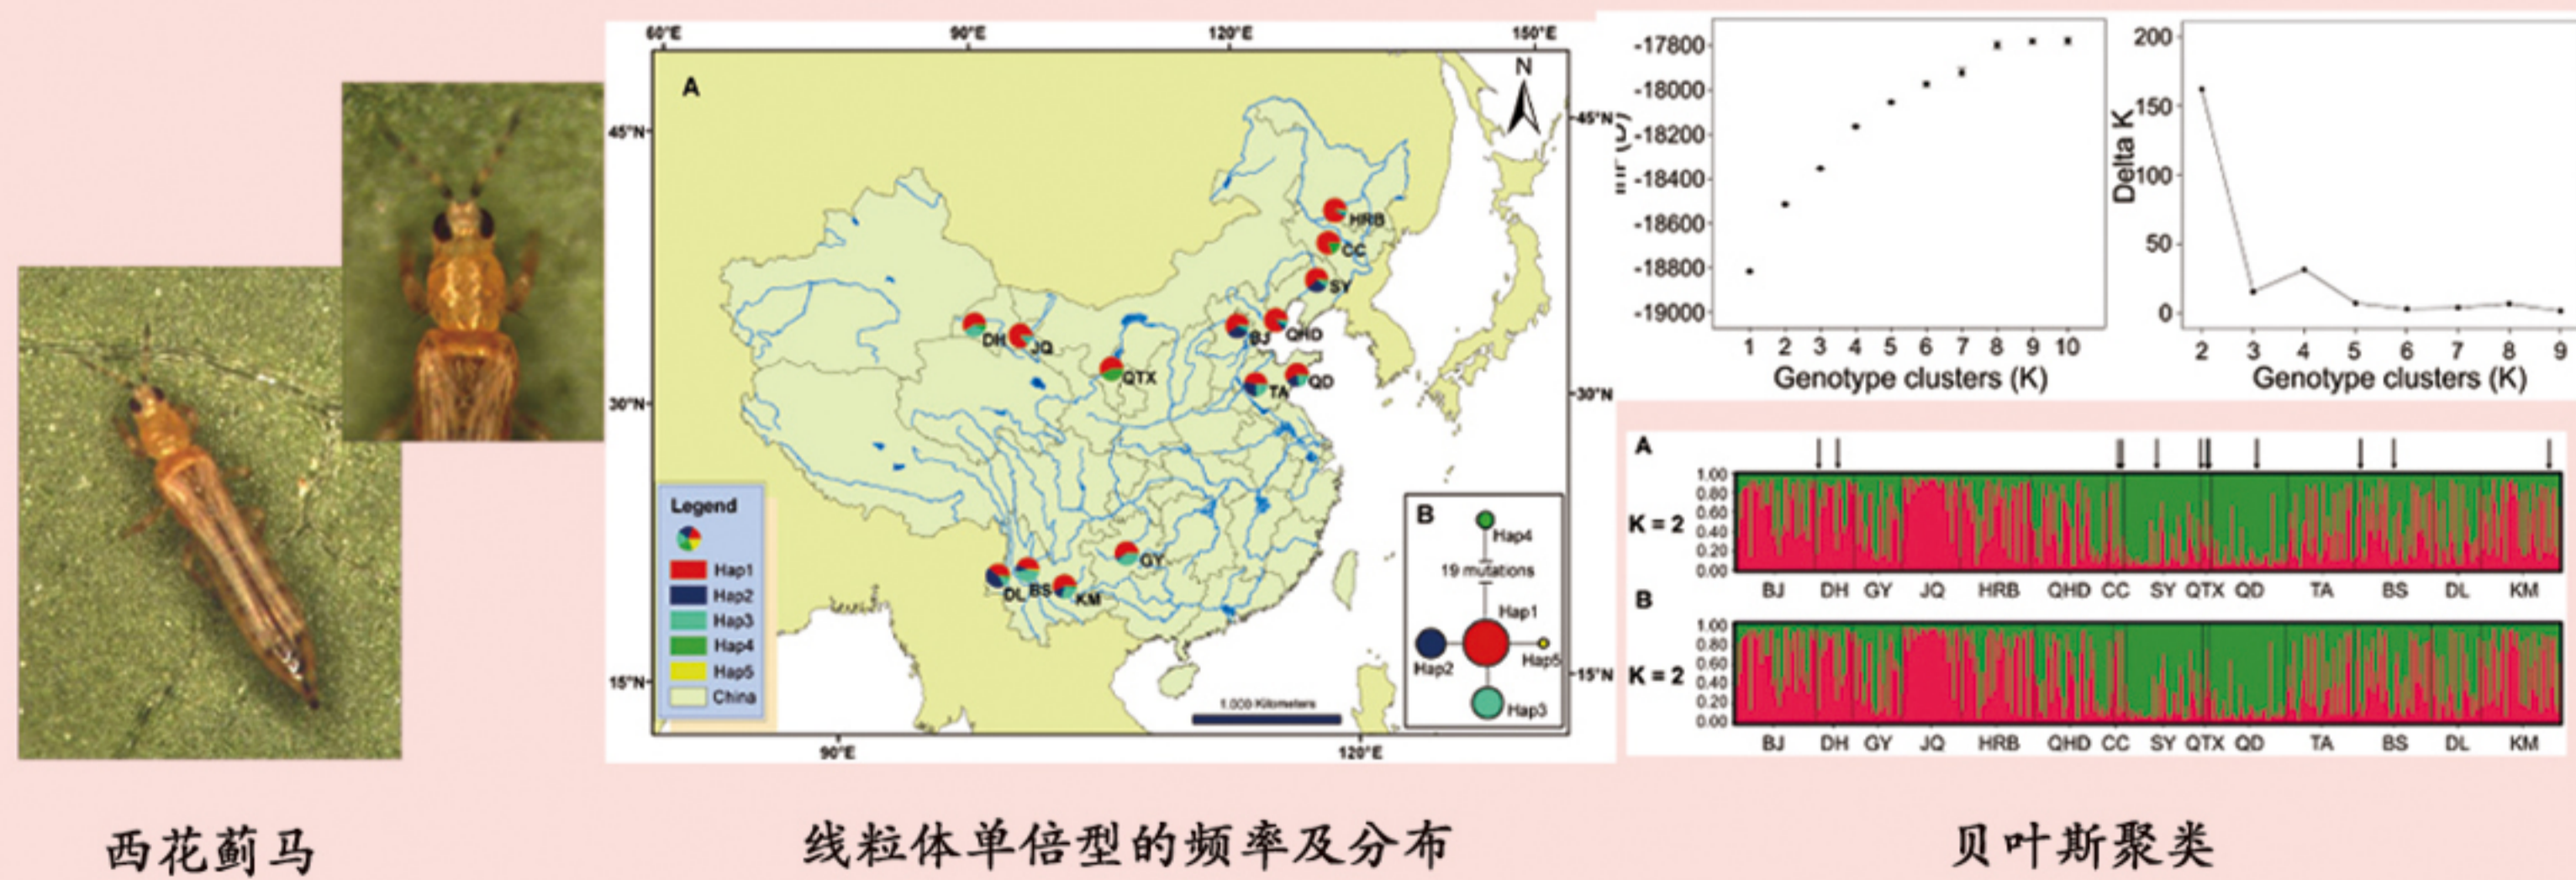 60°E 90°E 120°E 150°E
A
N
45°N
45°N
HRB
CC
SY
DH
JQ
BJ
QHD
QTX
TA
QD
30°N
30°N
Legend
Hap1
Hap2
Hap3
Hap4
Hap5
China
DL
BS
KM
GY
B
Hap4
19 mutations
Hap1
Hap2
Hap5
Hap3
15°N
15°N
1,000 Kilometers
90°E 120°E
-17800
-18000
-18200
-18400
-18600
-18800
-19000
1 2 3 4 5 6 7 8 9 10
Genotype clusters (K)
Delta K
200
150
100
50
0
2 3 4 5 6 7 8 9
Genotype clusters (K)
A
K = 2
1.00
0.80
0.60
0.40
0.20
0.00
BJ DH GY JQ HRB QHD CC SY QTX QD TA BS DL KM
B
K = 2
1.00
0.80
0.60
0.40
0.20
0.00
BJ DH GY JQ HRB QHD CC SY QTX QD TA BS DL KM
西花蓟马
线粒体单倍型的频率及分布
贝叶斯聚类